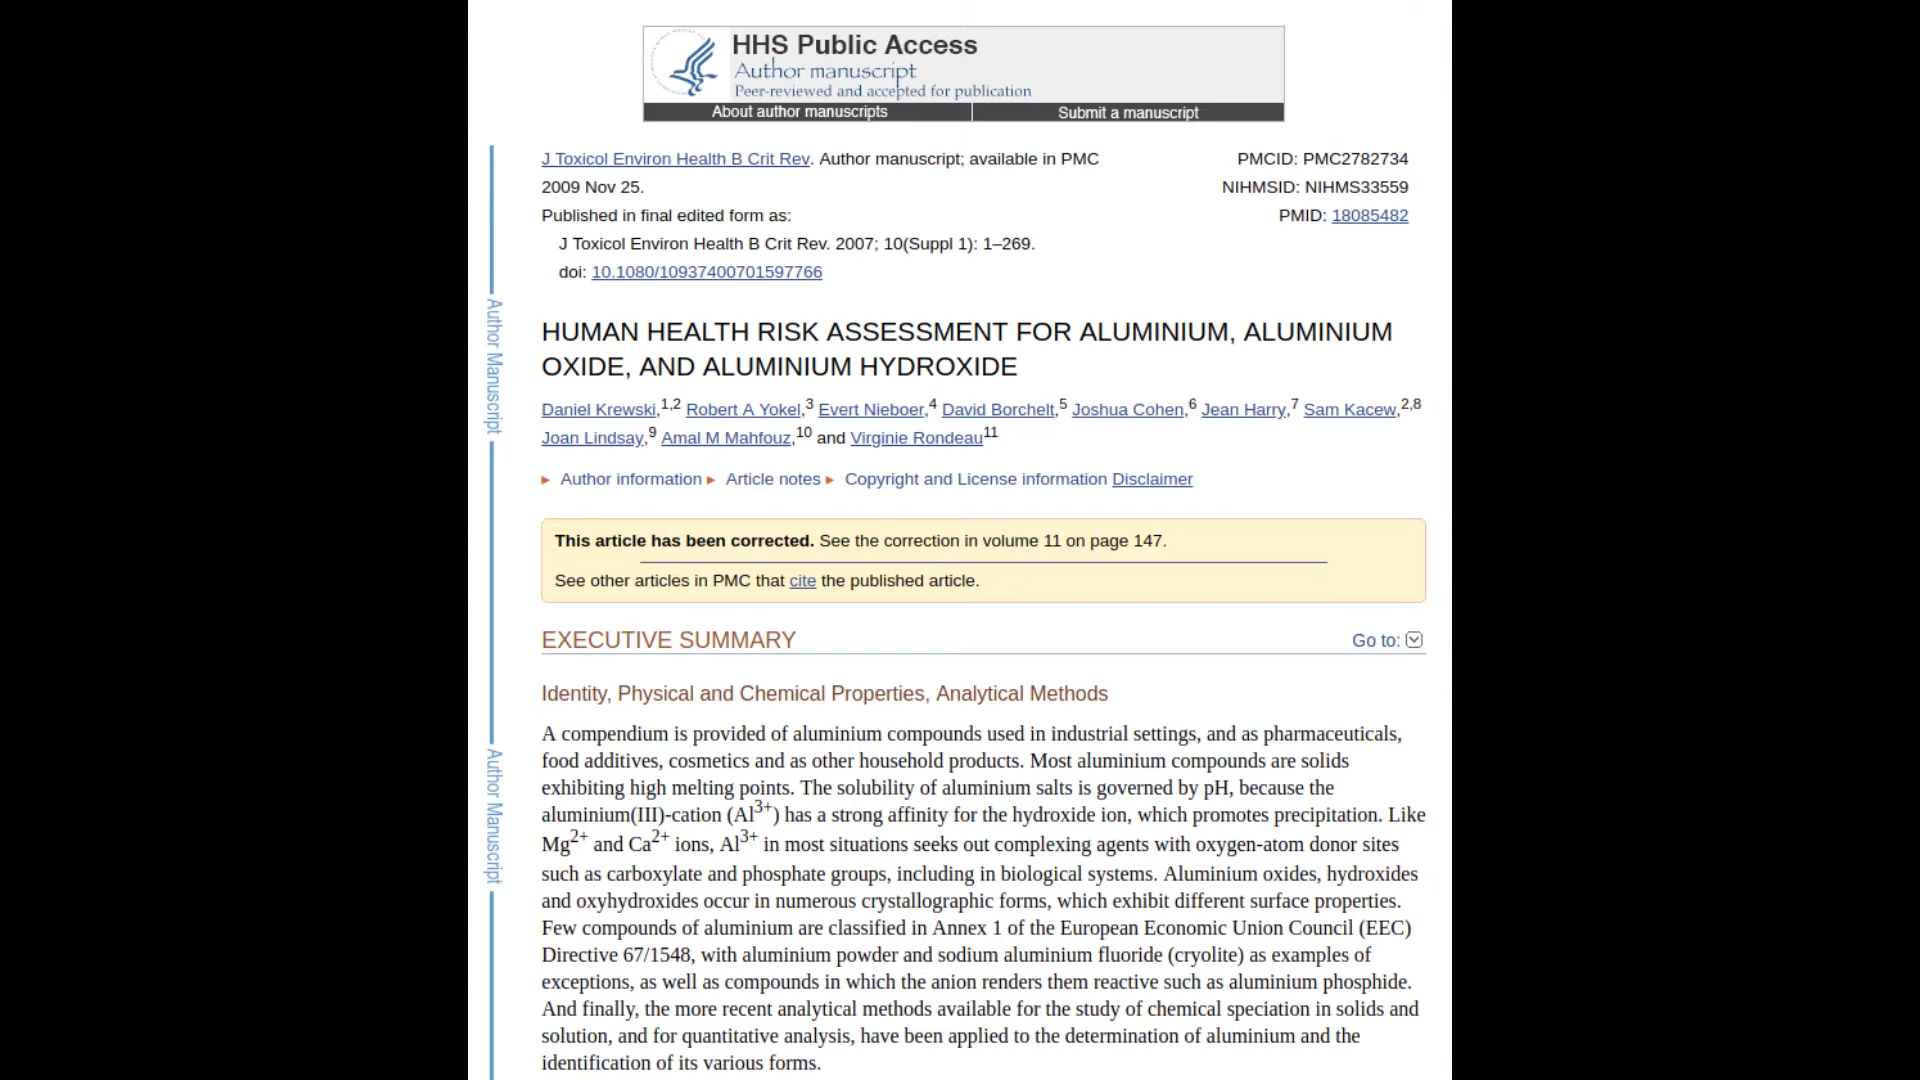 HHS Public Access
Author manuscript
Peer-reviewed and accepted for publication
About author manuscripts
Submit a manuscript
J Toxicol Environ Health B Crit Rev. Author manuscript; available in PMC
2009 Nov 25.
Published in final edited form as:
J Toxicol Environ Health B Crit Rev. 2007; 10(Suppl 1): 1–269.
doi: 10.1080/10937400701597766
PMCID: PMC2782734
NIHMSID: NIHMS33559
PMID: 18085482
HUMAN HEALTH RISK ASSESSMENT FOR ALUMINIUM, ALUMINIUM
OXIDE, AND ALUMINIUM HYDROXIDE
Daniel Krewski,1,2 Robert A Yokel,3 Evert Nieboer,4 David Borchelt,5 Joshua Cohen,6 Jean Harry,7 Sam Kacew,2,8
Joan Lindsay,9 Amal M Mahfouz,10 and Virginie Rondeau11
► Author information ► Article notes ► Copyright and License information Disclaimer
This article has been corrected. See the correction in volume 11 on page 147.
See other articles in PMC that cite the published article.
EXECUTIVE SUMMARY
Go to:
Identity, Physical and Chemical Properties, Analytical Methods
A compendium is provided of aluminium compounds used in industrial settings, and as pharmaceuticals,
food additives, cosmetics and as other household products. Most aluminium compounds are solids
exhibiting high melting points. The solubility of aluminium salts is governed by pH, because the
aluminium(III)-cation (Al3+) has a strong affinity for the hydroxide ion, which promotes precipitation. Like
Mg2+ and Ca2+ ions, Al3+ in most situations seeks out complexing agents with oxygen-atom donor sites
such as carboxylate and phosphate groups, including in biological systems. Aluminium oxides, hydroxides
and oxyhydroxides occur in numerous crystallographic forms, which exhibit different surface properties.
Few compounds of aluminium are classified in Annex 1 of the European Economic Union Council (EEC)
Directive 67/1548, with aluminium powder and sodium aluminium fluoride (cryolite) as examples of
exceptions, as well as compounds in which the anion renders them reactive such as aluminium phosphide.
And finally, the more recent analytical methods available for the study of chemical speciation in solids and
solution, and for quantitative analysis, have been applied to the determination of aluminium and the
identification of its various forms.
Author Manuscript
Author Manuscript